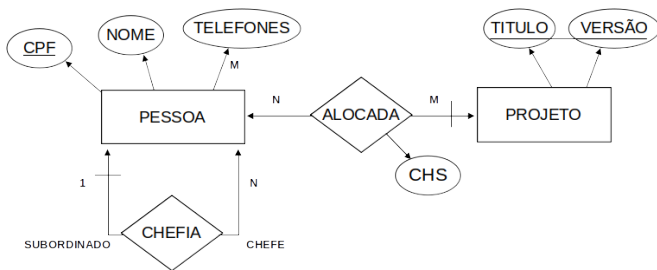 TELEFONES
CPF
NOME
TITULO
VERSÃO
M
PESSOA
N
ALOCADA
M
PROJETO
CHS
1
N
SUBORDINADO
CHEFIA
CHEFE